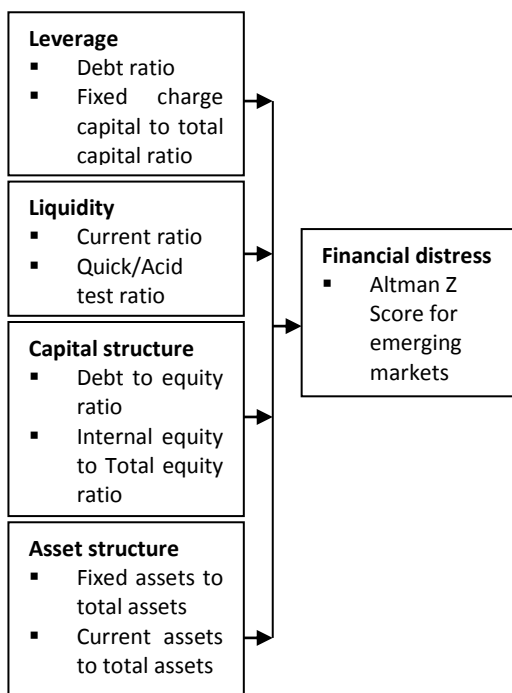 Leverage
▪ Debt ratio
▪ Fixed charge
capital to total
capital ratio
Liquidity
▪ Current ratio
▪ Quick/Acid
test ratio
Capital structure
▪ Debt to equity
ratio
▪ Internal equity
to Total equity
ratio
Asset structure
▪ Fixed assets to
total assets
▪ Current assets
to total assets
Financial distress
▪ Altman Z
Score for
emerging
markets